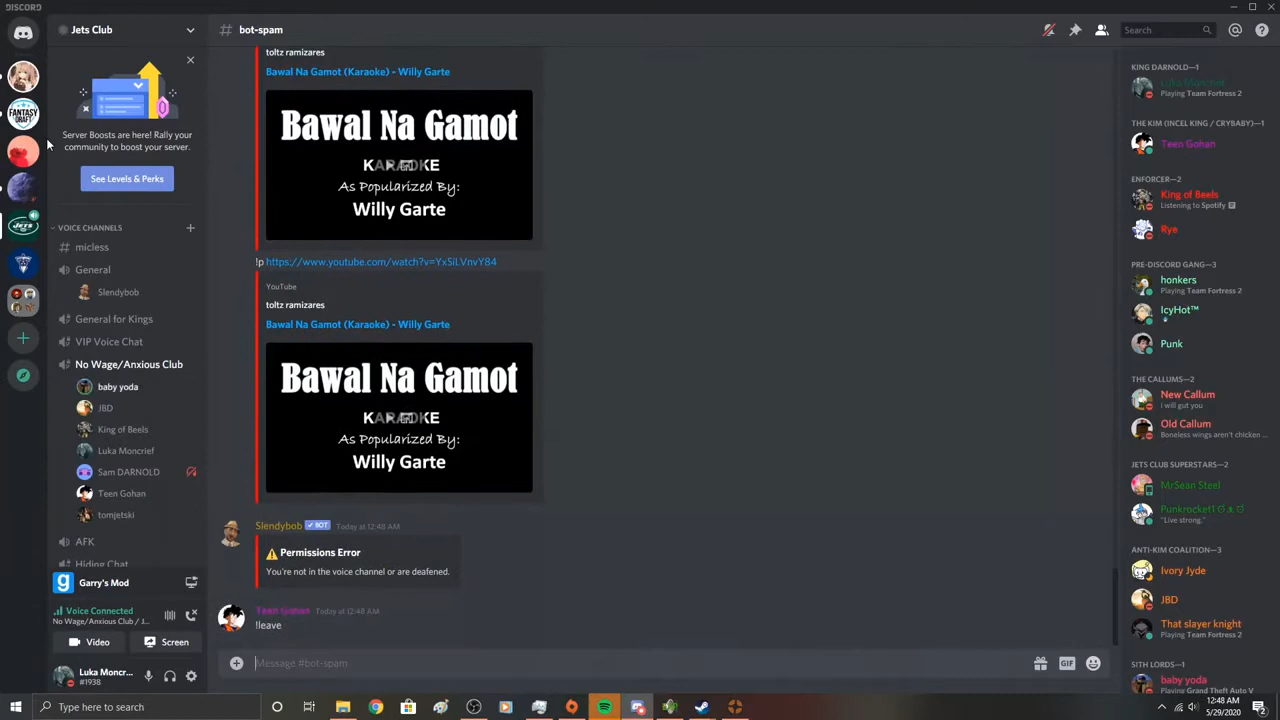 DISCORD
Jets Club
# bot-spam
Search
FANTASY
DRAFT
JETS
Server Boosts are here! Rally your
community to boost your server.
See Levels & Perks
VOICE CHANNELS
micless
General
Slendybob
General for Kings
VIP Voice Chat
No Wage/Anxious Club
baby yoda
JBD
King of Beels
Luka Moncrief
Sam DARNOLD
Teen Gohan
tomjetski
AFK
Hiding Chat
Garry's Mod
Voice Connected
No Wage/Anxious Club / J...
Video
Screen
Luka Moncr...
#1938
toltz ramizares
Bawal Na Gamot (Karaoke) - Willy Garte
Bawal Na Gamot
KARAOKE
As Popularized By:
Willy Garte
!p https://www.youtube.com/watch?v=YxSiLVnvY84
YouTube
toltz ramizares
Bawal Na Gamot (Karaoke) - Willy Garte
Bawal Na Gamot
KARAOKE
As Popularized By:
Willy Garte
Slendybob BOT Today at 12:48 AM
Permissions Error
You're not in the voice channel or are deafened.
Teen Gohan Today at 12:48 AM
!leave
Message #bot-spam
GIF
KING DARNOLD—1
Luka Moncrief
Playing Team Fortress 2
THE KIM (INCEL KING / CRYBABY)—1
Teen Gohan
ENFORCER—2
King of Beels
Listening to Spotify
Rye
PRE-DISCORD GANG—3
honkers
Playing Team Fortress 2
IcyHot™
Punk
THE CALLUMS—2
New Callum
i will gut you
Old Callum
Boneless wings aren't chicken ...
JETS CLUB SUPERSTARS—2
MrSean Steel
Punkrocket1
"Live strong."
ANTI-KIM COALITION—3
Ivory Jyde
JBD
That slayer knight
Playing Team Fortress 2
SITH LORDS—1
baby yoda
Playing Grand Theft Auto V
Type here to search
12:48 AM
5/29/2020